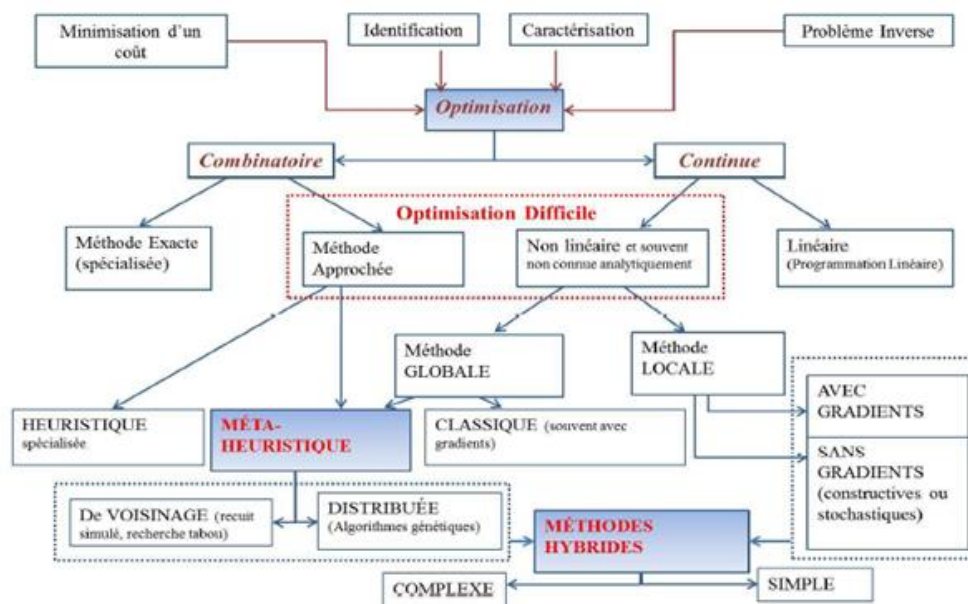 Minimisation d'un
coût
Identification
Caractérisation
Problème Inverse
Optimisation
Combinatoire
Continue
Optimisation Difficile
Méthode Exacte
(spécialisée)
Méthode
Approchée
Non linéaire et souvent
non connue analytiquement
Linéaire
(Programmation Linéaire)
Méthode
GLOBALE
Méthode
LOCALE
HEURISTIQUE
spécialisée
MÉTA-
HEURISTIQUE
CLASSIQUE (souvent avec
gradients)
AVEC
GRADIENTS
SANS
GRADIENTS
(constructives ou
stochastiques)
De VOISINAGE (recuit
simulé, recherche tabou)
DISTRIBUÉE
(Algorithmes génétiques)
MÉTHODES
HYBRIDES
COMPLEXE
SIMPLE